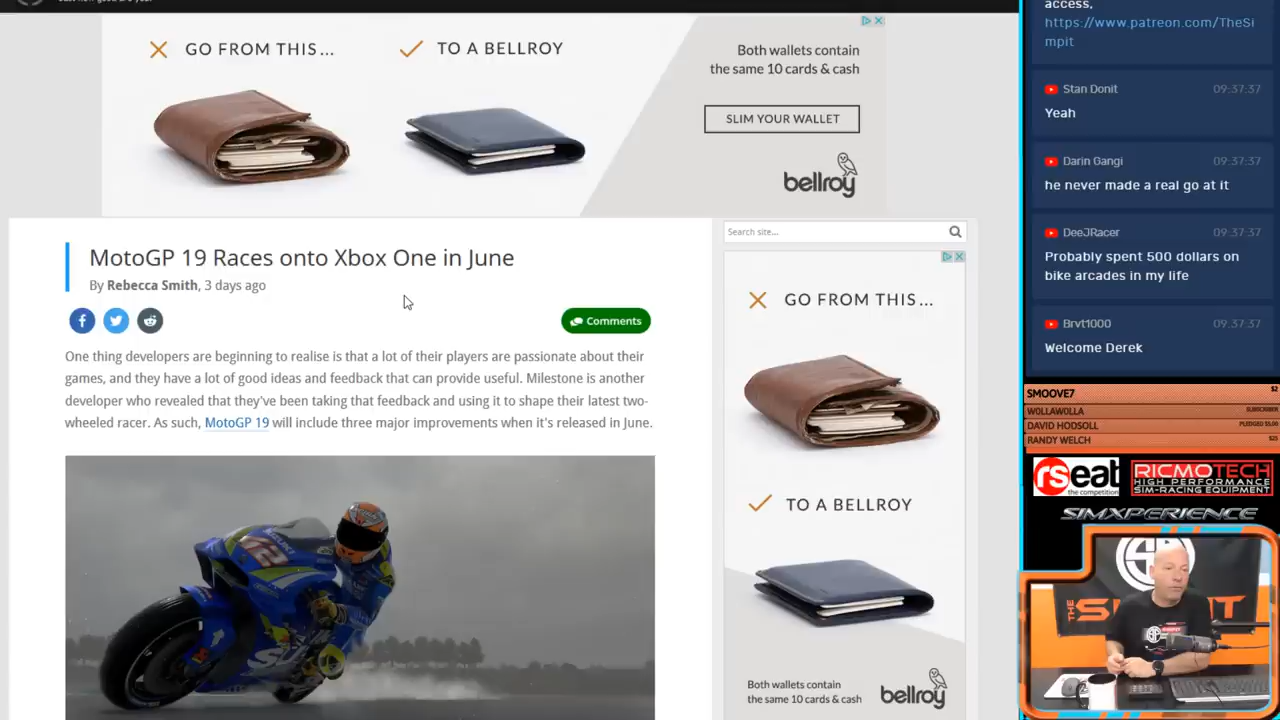 GO FROM THIS...
TO A BELLROY
Both wallets contain
the same 10 cards & cash
SLIM YOUR WALLET
bellroy
MotoGP 19 Races onto Xbox One in June
By Rebecca Smith, 3 days ago
Comments
One thing developers are beginning to realise is that a lot of their players are passionate about their
games, and they have a lot of good ideas and feedback that can provide useful. Milestone is another
developer who revealed that they've been taking that feedback and using it to shape their latest two-
wheeled racer. As such, MotoGP 19 will include three major improvements when it's released in June.
Search site...
GO FROM THIS...
TO A BELLROY
Both wallets contain
the same 10 cards & cash
bellroy
access,
https://www.patreon.com/TheSi
mpit
Stan Donit 09:37:37
Yeah
Darin Gangi 09:37:37
he never made a real go at it
DeeJRacer 09:37:37
Probably spent 500 dollars on
bike arcades in my life
Brvt1000 09:37:37
Welcome Derek
SMOOVE7 $2
WOLLAWOLLA SUBSCRIBER
DAVID HODSOLL PLEDGED $5.00
RANDY WELCH $25
rseat
the competition
RICMOTECH
HIGH PERFORMANCE
SIM-RACING EQUIPMENT
SIMXPERIENCE